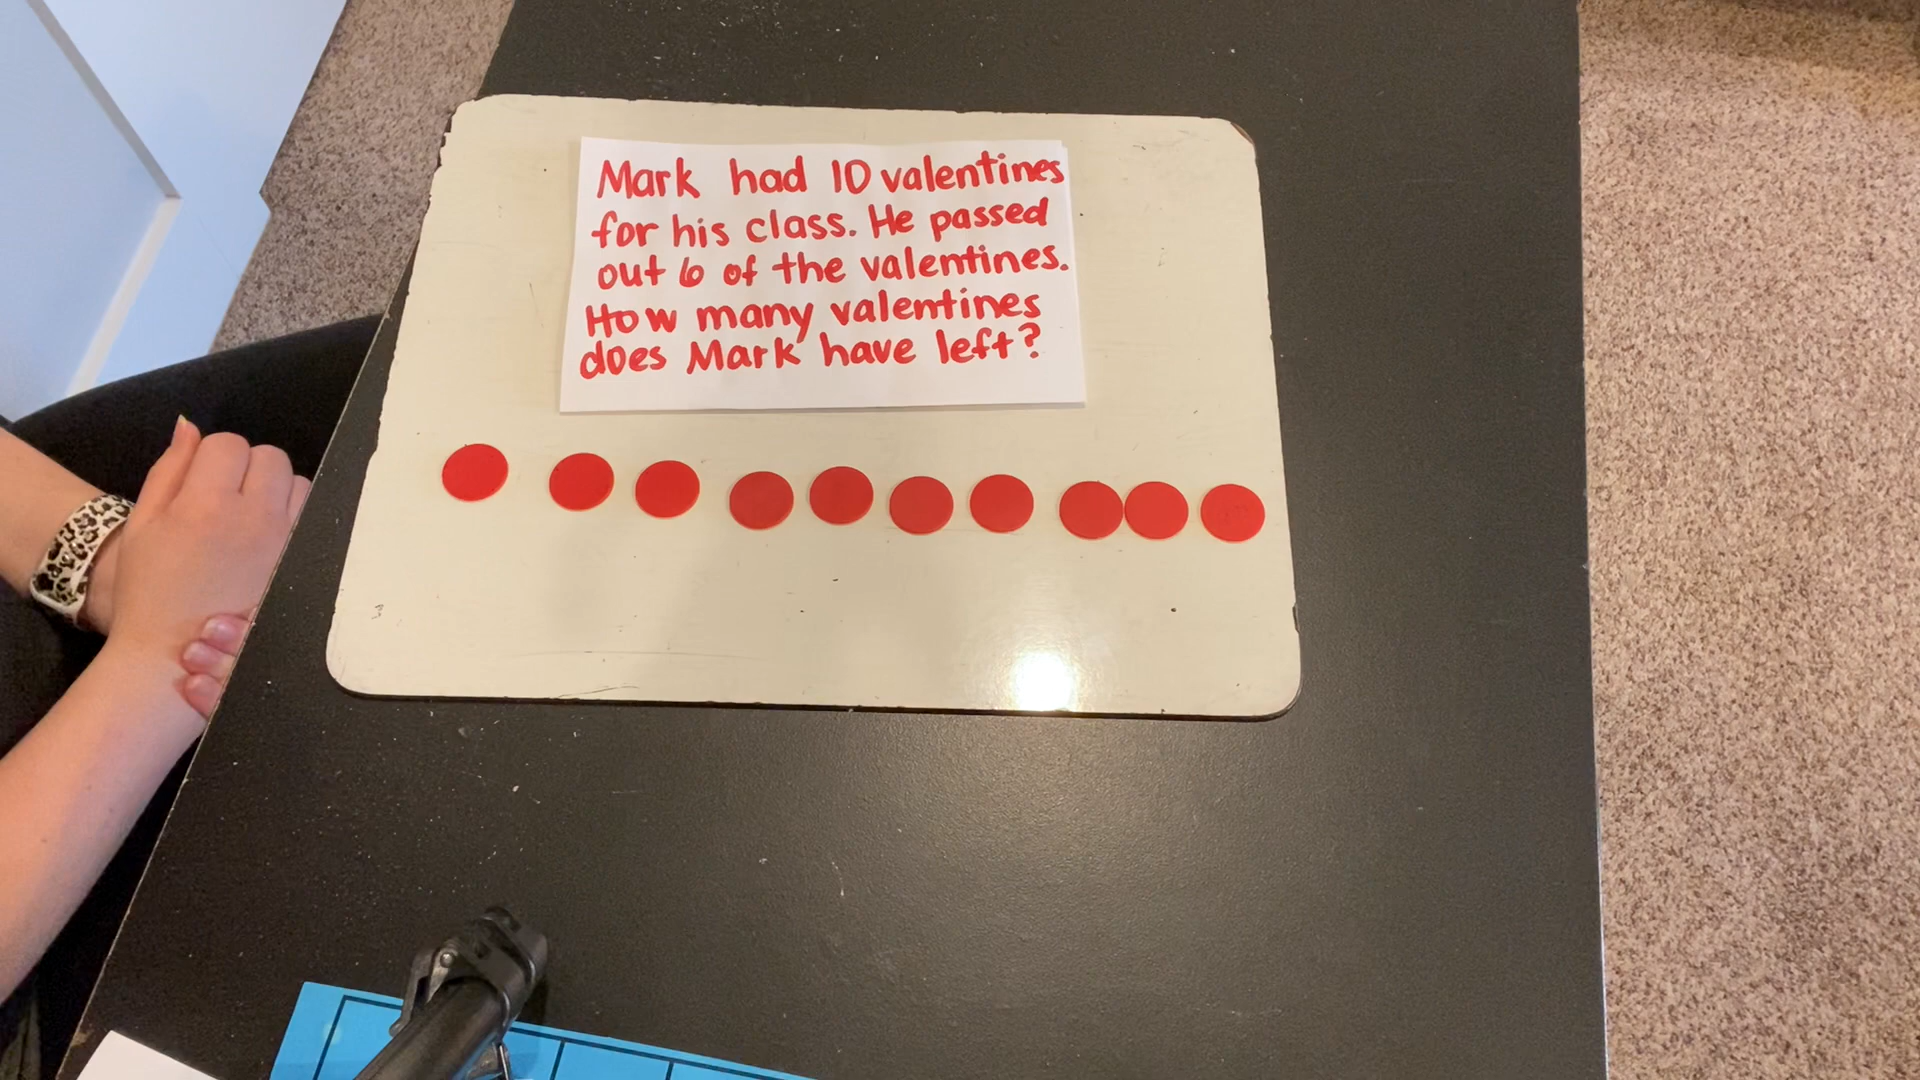 Mark had 10 valentines
for his class. He passed
out 6 of the valentines.
How many valentines
does Mark have left?